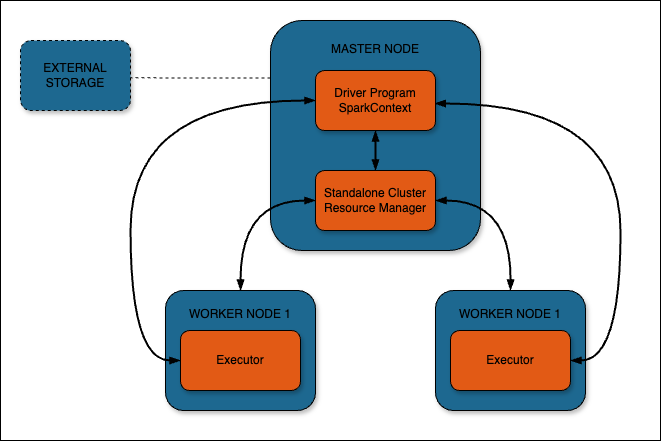 EXTERNAL
STORAGE
MASTER NODE
Driver Program
SparkContext
Standalone Cluster
Resource Manager
WORKER NODE 1
Executor
WORKER NODE 1
Executor